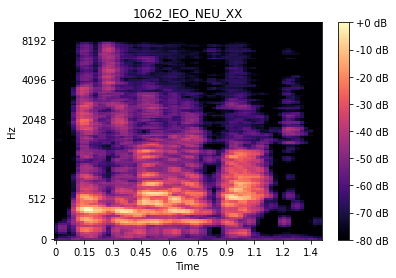 1062_IEO_NEU_XX
+0 dB
8192
-10 dB
4096
-20 dB
-30 dB
2048
Hz
-40 dB
1024
-50 dB
-60 dB
512
-70 dB
0
-80 dB
0 0.15 0.3 0.45 0.6 0.75 0.9 1.1 1.2 1.4
Time